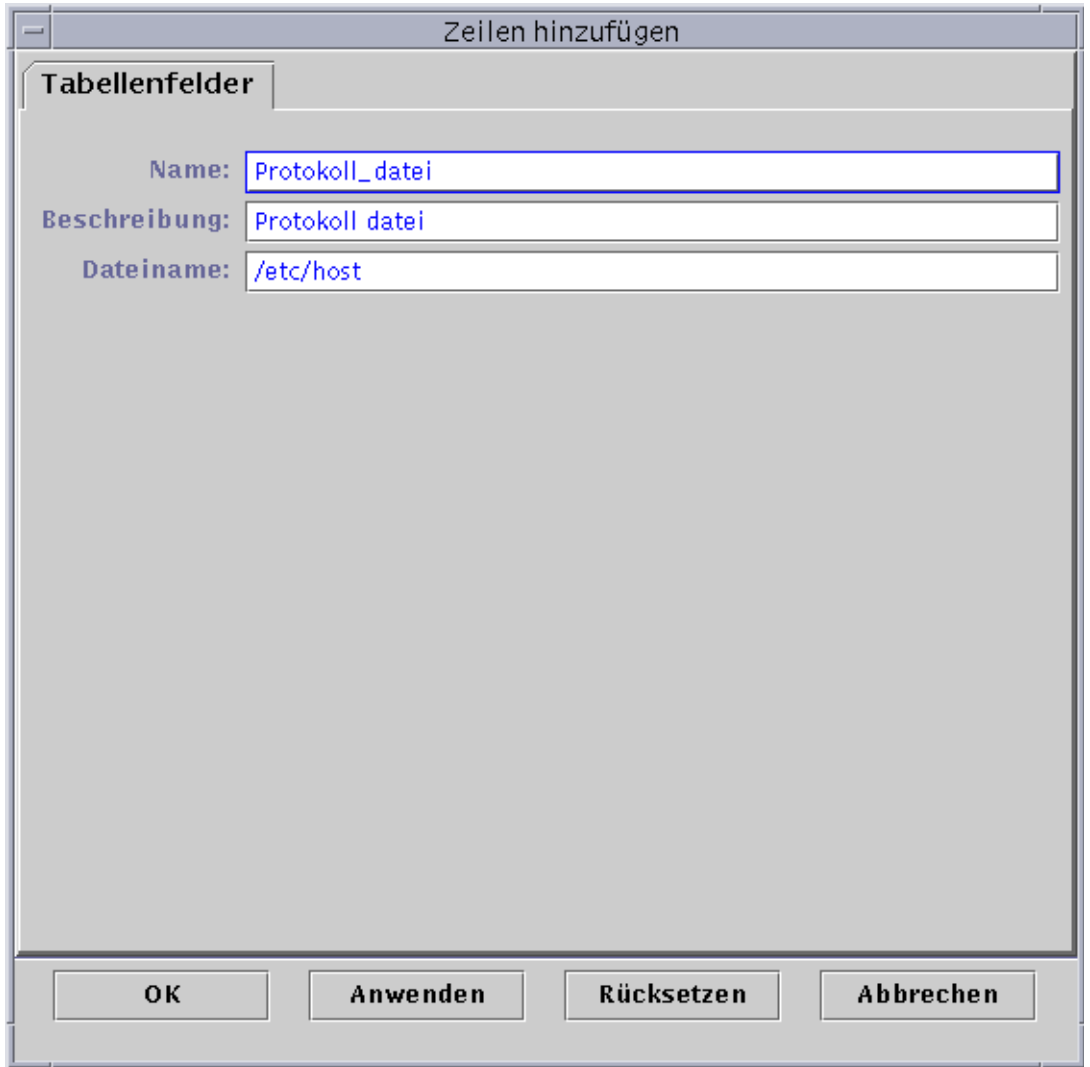 Zeilen hinzufügen
Tabellenfelder
Name: Protokoll_datei
Beschreibung: Protokoll datei
Dateiname: /etc/host
OK Anwenden Rücksetzen Abbrechen